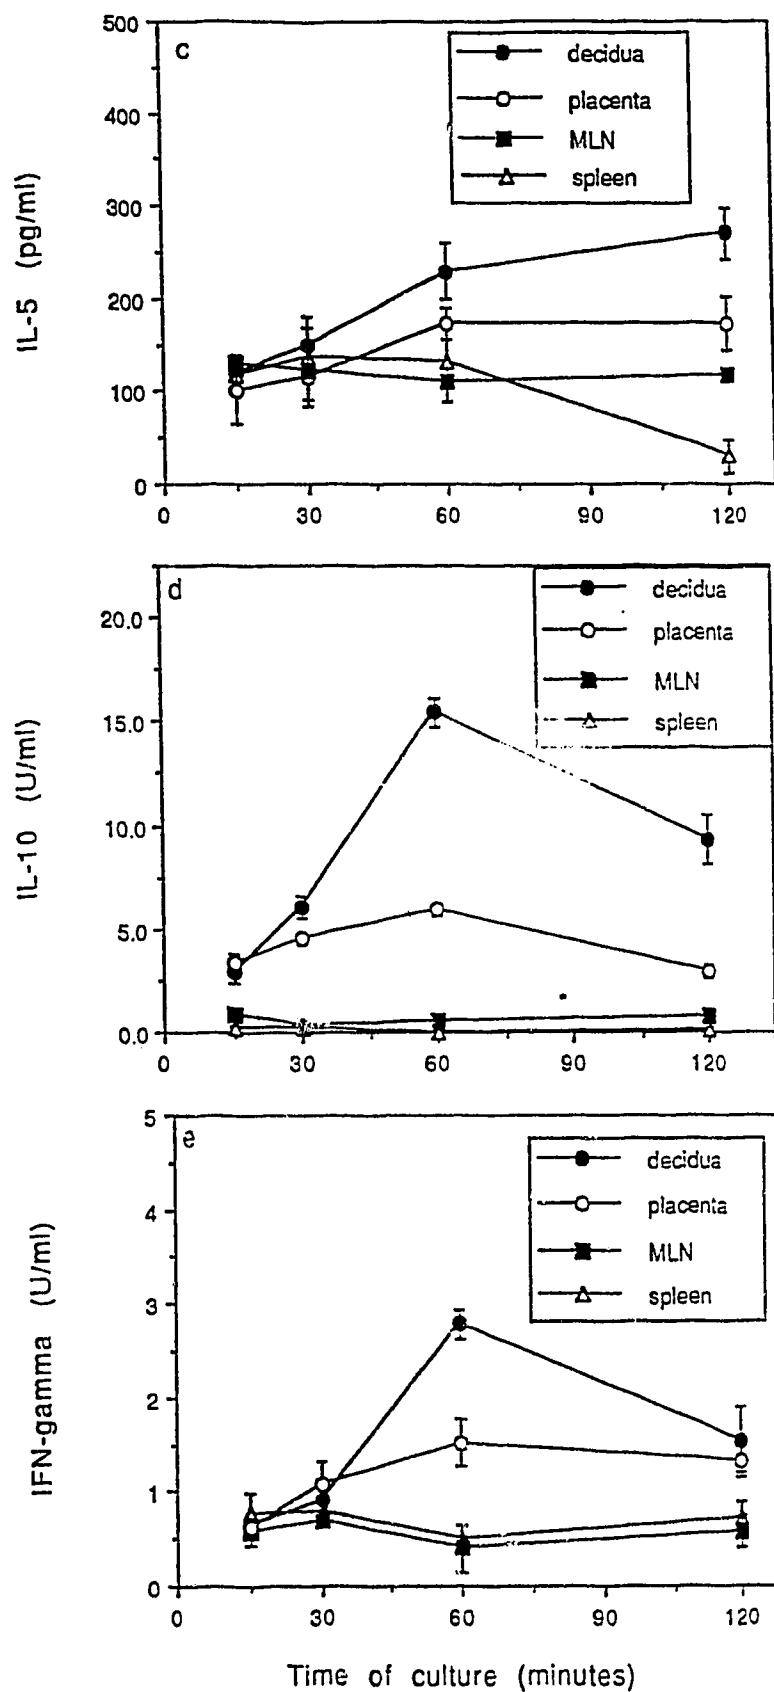 c
500
400
300
200
100
0
IL-5 (pg/ml)
decidua
placenta
MLN
spleen
0 30 60 90 120
d
20.0
15.0
10.0
5.0
0.0
IL-10 (U/ml)
decidua
placenta
MLN
spleen
0 30 60 90 120
e
5
4
3
2
1
0
IFN-gamma (U/ml)
decidua
placenta
MLN
spleen
0 30 60 90 120
Time of culture (minutes)